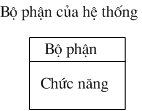 Bộ phận của hệ thống
Bộ phận
Chức năng